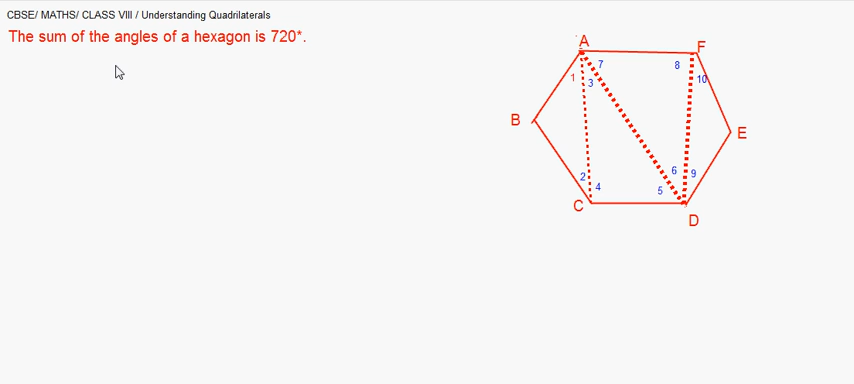 CBSE/ MATHS/ CLASS VIII / Understanding Quadrilaterals
The sum of the angles of a hexagon is 720*.
A
F
7
8
1
3
10
B
E
6
9
2
4
5
C
D